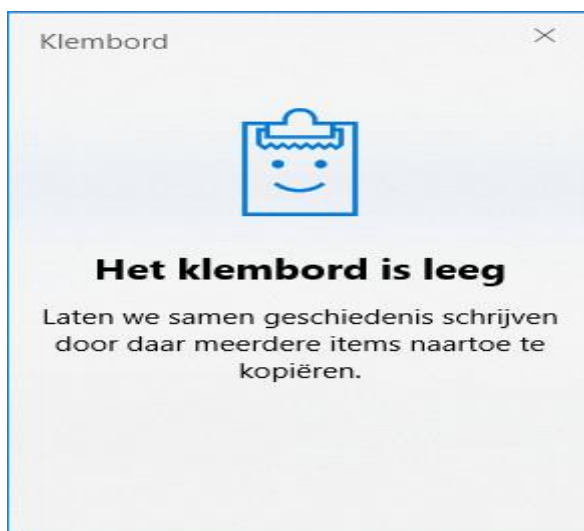 Klembord
Het klembord is leeg
Laten we samen geschiedenis schrijven
door daar meerdere items naartoe te
kopiëren.